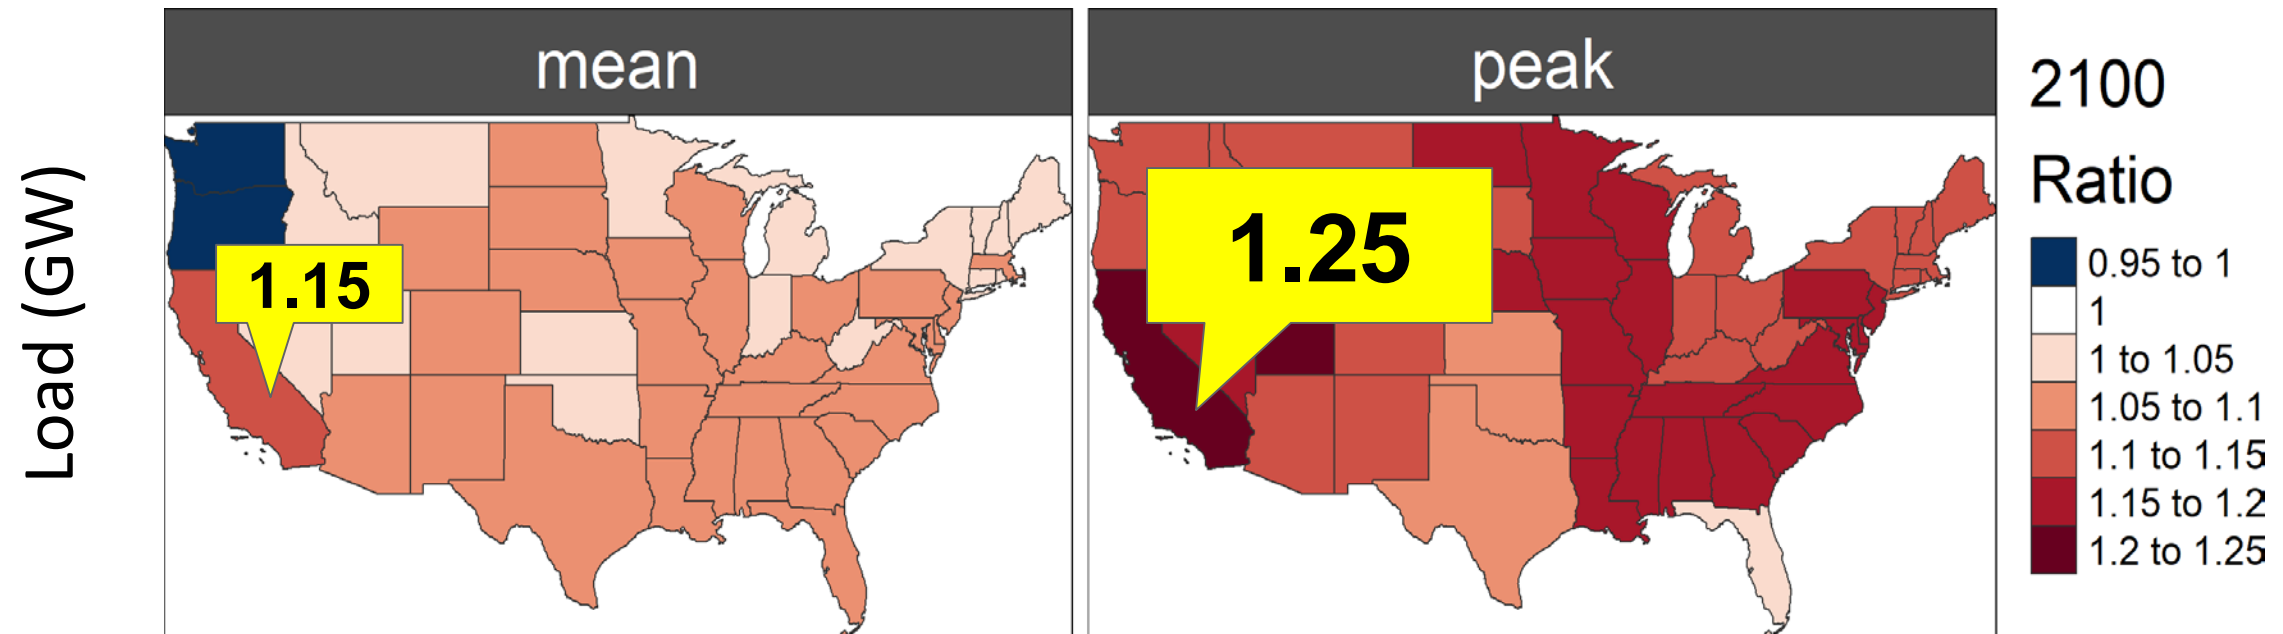 Load (GW)
mean
1.15
peak
1.25
2100
Ratio
0.95 to 1
1
1 to 1.05
1.05 to 1.1
1.1 to 1.15
1.15 to 1.2
1.2 to 1.25